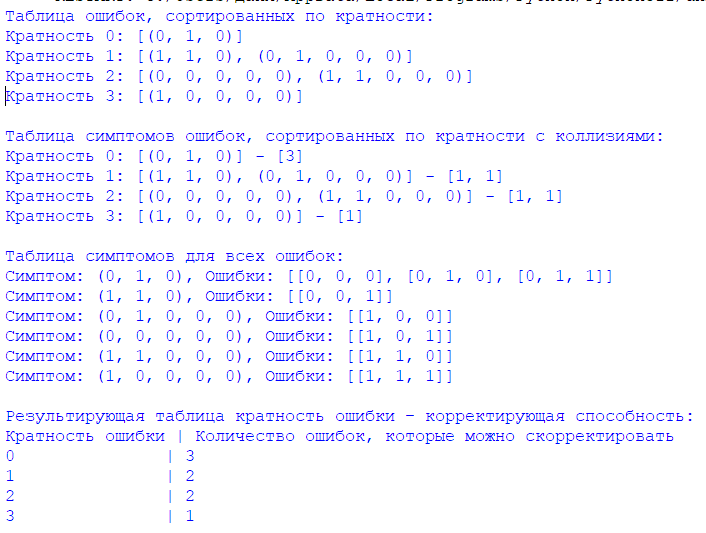 Таблица ошибок, сортированных по кратности:
Кратность 0: [(0, 1, 0)]
Кратность 1: [(1, 1, 0), (0, 1, 0, 0, 0)]
Кратность 2: [(0, 0, 0, 0, 0), (1, 1, 0, 0, 0)]
Кратность 3: [(1, 0, 0, 0, 0)]
Таблица симптомов ошибок, сортированных по кратности с коллизиями:
Кратность 0: [(0, 1, 0)] - [3]
Кратность 1: [(1, 1, 0), (0, 1, 0, 0, 0)] - [1, 1]
Кратность 2: [(0, 0, 0, 0, 0), (1, 1, 0, 0, 0)] - [1, 1]
Кратность 3: [(1, 0, 0, 0, 0)] - [1]
Таблица симптомов для всех ошибок:
Симптом: (0, 1, 0), Ошибки: [[0, 0, 0], [0, 1, 0], [0, 1, 1]]
Симптом: (1, 1, 0), Ошибки: [[0, 0, 1]]
Симптом: (0, 1, 0, 0, 0), Ошибки: [[1, 0, 0]]
Симптом: (0, 0, 0, 0, 0), Ошибки: [[1, 0, 1]]
Симптом: (1, 1, 0, 0, 0), Ошибки: [[1, 1, 0]]
Симптом: (1, 0, 0, 0, 0), Ошибки: [[1, 1, 1]]
Результирующая таблица кратность ошибки - корректирующая способность:
Кратность ошибки | Количество ошибок, которые можно скорректировать
0 | 3
1 | 2
2 | 2
3 | 1